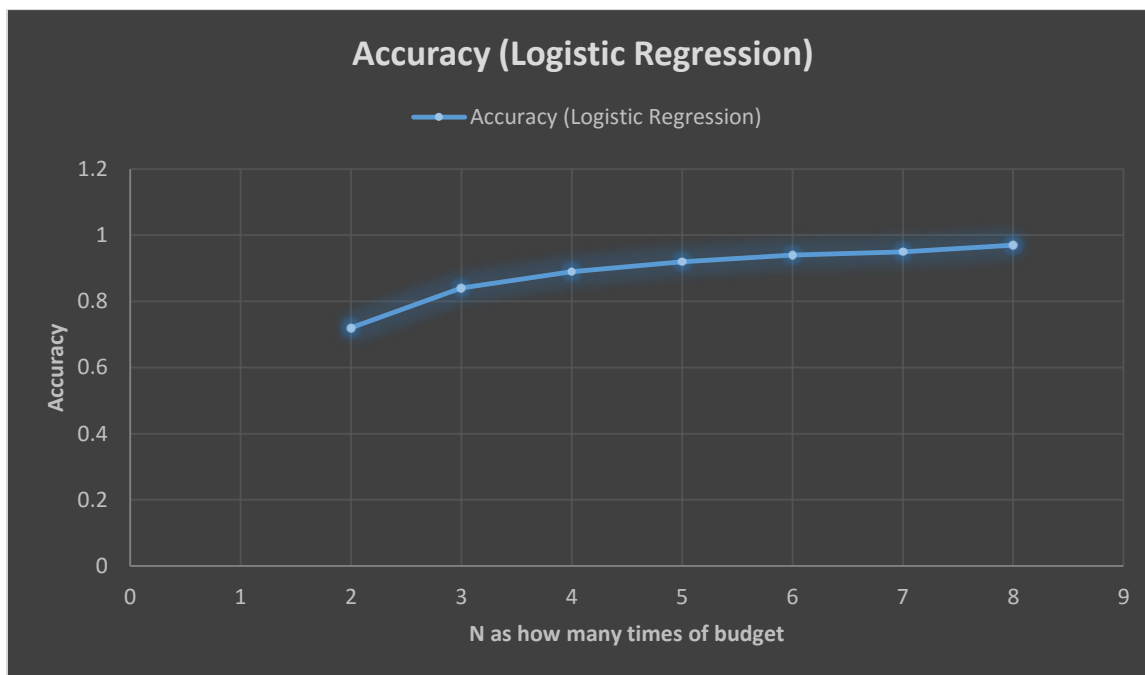 Accuracy (Logistic Regression)
Accuracy (Logistic Regression)
1.2
1
0.8
0.6
0.4
0.2
0
Accuracy
0 1 2 3 4 5 6 7 8 9
N as how many times of budget